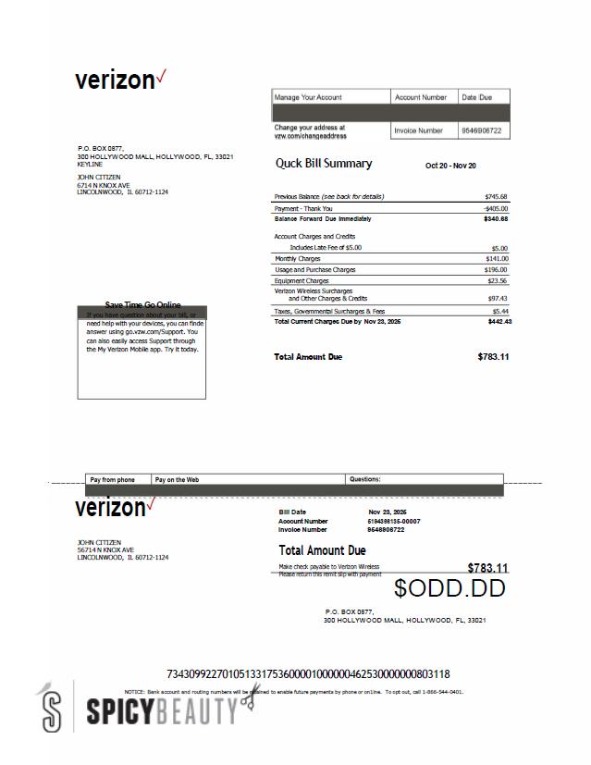 verizon
Manage Your Account Account Number Date Due
Change your address at
vzw.com/changeaddress
Invoice Number 9546906722
P.O. BOX 0877,
300 HOLLYWOOD MALL, HOLLYWOOD, FL, 33021
KEYLINE
JOHN CITIZEN
6714 N KNOX AVE
LINCOLNWOOD, IL 60712-1124
Quck Bill Summary Oct 20 - Nov 20
Previous Balance (see back for details) $745.68
Payment - Thank You -$405.00
Balance Forward Due Immediately $340.68
Account Charges and Credits
Includes Late Fee of $5.00 $5.00
Monthly Charges $141.00
Usage and Purchase Charges $196.00
Equipment Charges $23.56
Verizon Wireless Surcharges
and Other Charges & Credits $97.43
Taxes, Governmental Surcharges & Fees $5.44
Total Current Charges Due by Nov 23, 2025 $442.43
Total Amount Due $783.11
Save Time Go Online
If you have question about your bill, or
need help with your devices, you can finde
answer using go.vzw.com/Support. You
can also easily access Support through
the My Verizon Mobile app. Try it today.
Pay from phone Pay on the Web Questions:
verizon
Bill Date Nov 23, 2025
Account Number
Invoice Number 9546906722
JOHN CITIZEN
56714 N KNOX AVE
LINCOLNWOOD, IL 60712-1124
Total Amount Due
Make check payable to Verizon Wireless $783.11
Please return this remit slip with payment
$ODD.DD
P.O. BOX 0877,
300 HOLLYWOOD MALL, HOLLYWOOD, FL, 33021
NOTICE: Bank account and routing numbers will be retained to enable future payments by phone or online. To opt out, call 1-866-544-0401.
SPICYBEAUTY